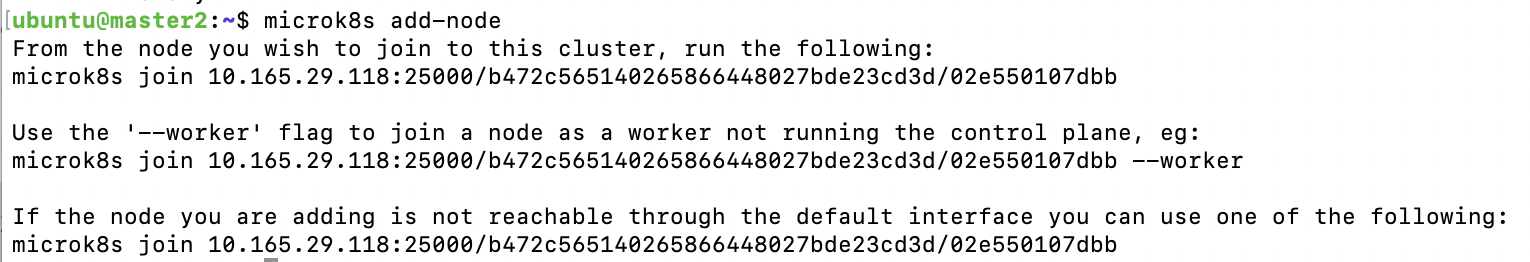 [ubuntu@master2:~$ microk8s add-node
From the node you wish to join to this cluster, run the following:
microk8s join 10.165.29.118:25000/b472c565140265866448027bde23cd3d/02e550107dbb
Use the '--worker' flag to join a node as a worker not running the control plane, eg:
microk8s join 10.165.29.118:25000/b472c565140265866448027bde23cd3d/02e550107dbb --worker
If the node you are adding is not reachable through the default interface you can use one of the following:
microk8s join 10.165.29.118:25000/b472c565140265866448027bde23cd3d/02e550107dbb